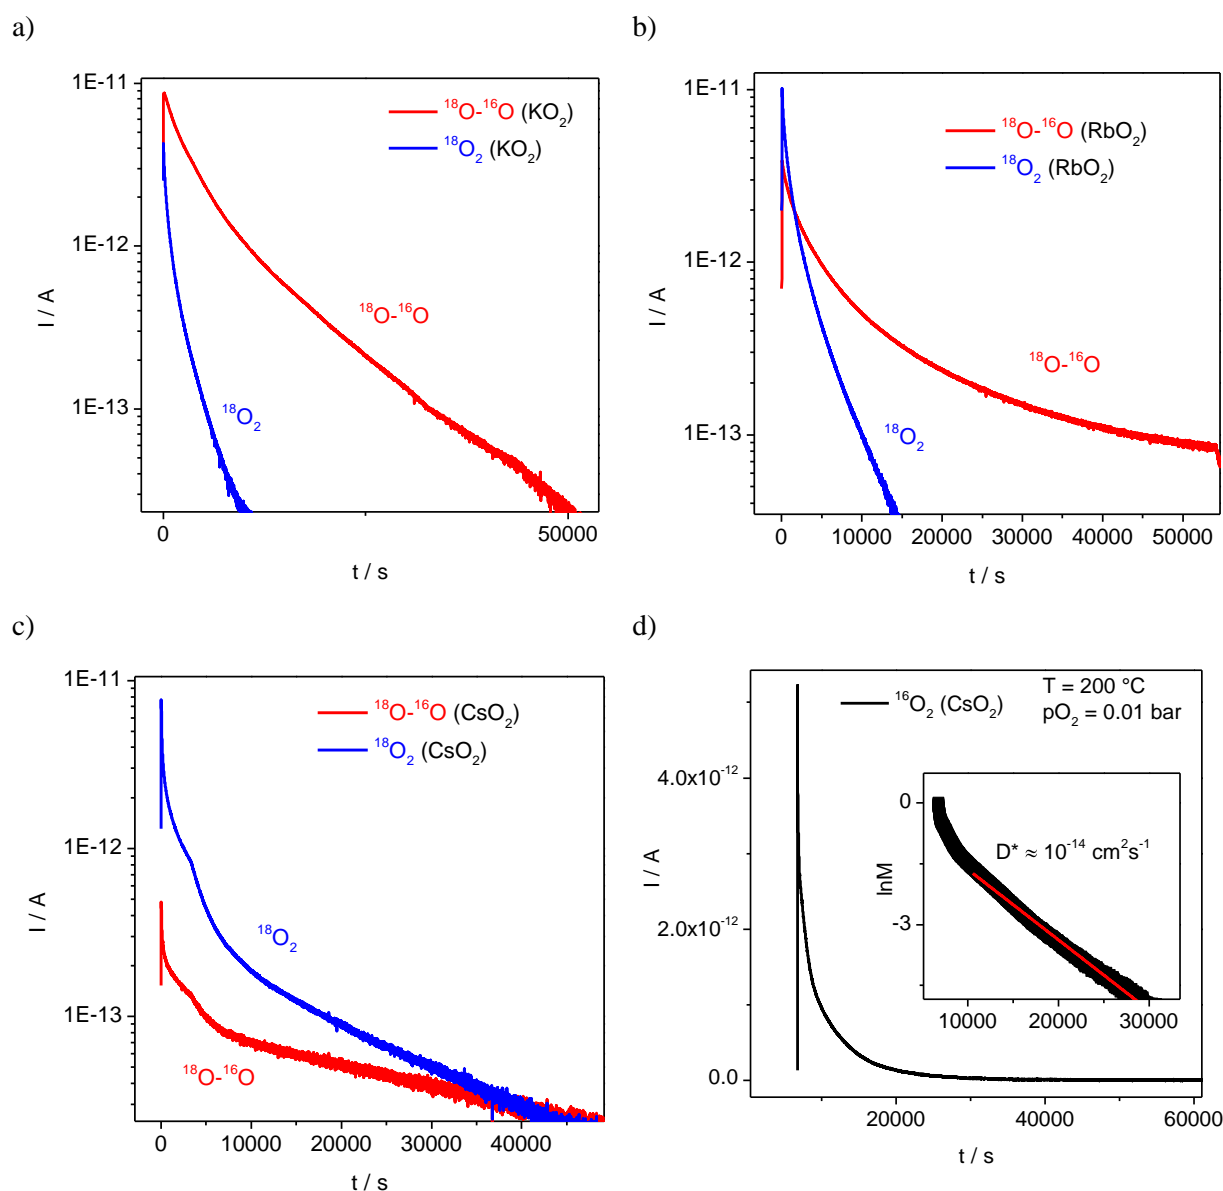 a)
1E-11
1E-12
1E-13
I / A
¹⁸O-¹⁶O (KO₂)
¹⁸O₂ (KO₂)
¹⁸O-¹⁶O
¹⁸O₂
0
50000
t / s
b)
1E-11
1E-12
1E-13
I / A
¹⁸O-¹⁶O (RbO₂)
¹⁸O₂ (RbO₂)
¹⁸O-¹⁶O
¹⁸O₂
0 10000 20000 30000 40000 50000
t / s
c)
1E-11
1E-12
1E-13
I / A
¹⁸O-¹⁶O (CsO₂)
¹⁸O₂ (CsO₂)
¹⁸O₂
¹⁸O-¹⁶O
0 10000 20000 30000 40000
t / s
d)
¹⁶O₂ (CsO₂)
T = 200 °C
pO₂ = 0.01 bar
4.0x10⁻¹²
2.0x10⁻¹²
0.0
I / A
0
-3
lnM
D* ≈ 10⁻¹⁴ cm²s⁻¹
10000 20000 30000
20000 40000 60000
t / s